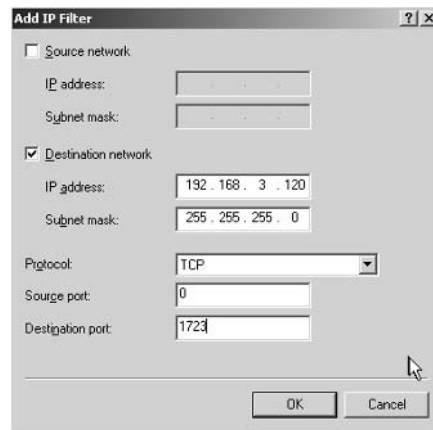 Add IP Filter
Source network
IP address:
Subnet mask:
Destination network
IP address: 192 . 168 . 3 . 120
Subnet mask: 255 . 255 . 255 . 0
Protocol: TCP
Source port: 0
Destination port: 1723
OK Cancel